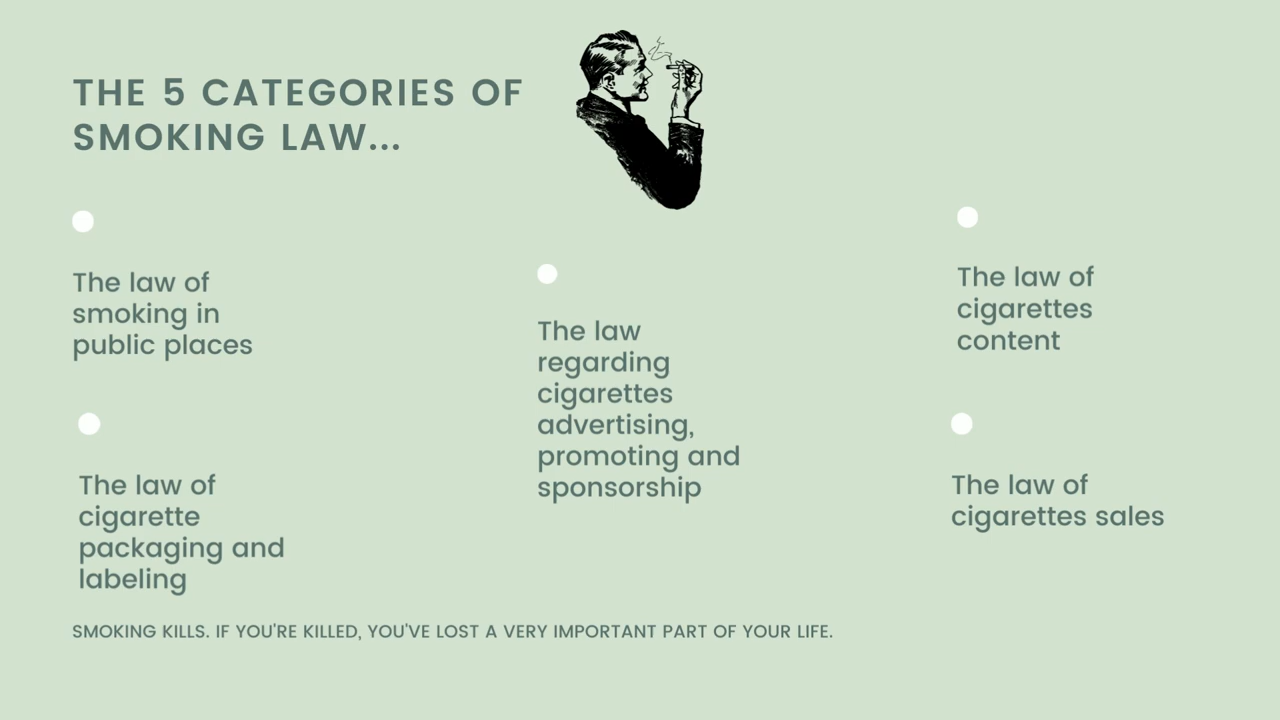 THE 5 CATEGORIES OF
SMOKING LAW...
The law of
smoking in
public places
The law of
cigarette
packaging and
labeling
The law
regarding
cigarettes
advertising,
promoting and
sponsorship
The law of
cigarettes
content
The law of
cigarettes sales
SMOKING KILLS. IF YOU'RE KILLED, YOU'VE LOST A VERY IMPORTANT PART OF YOUR LIFE.